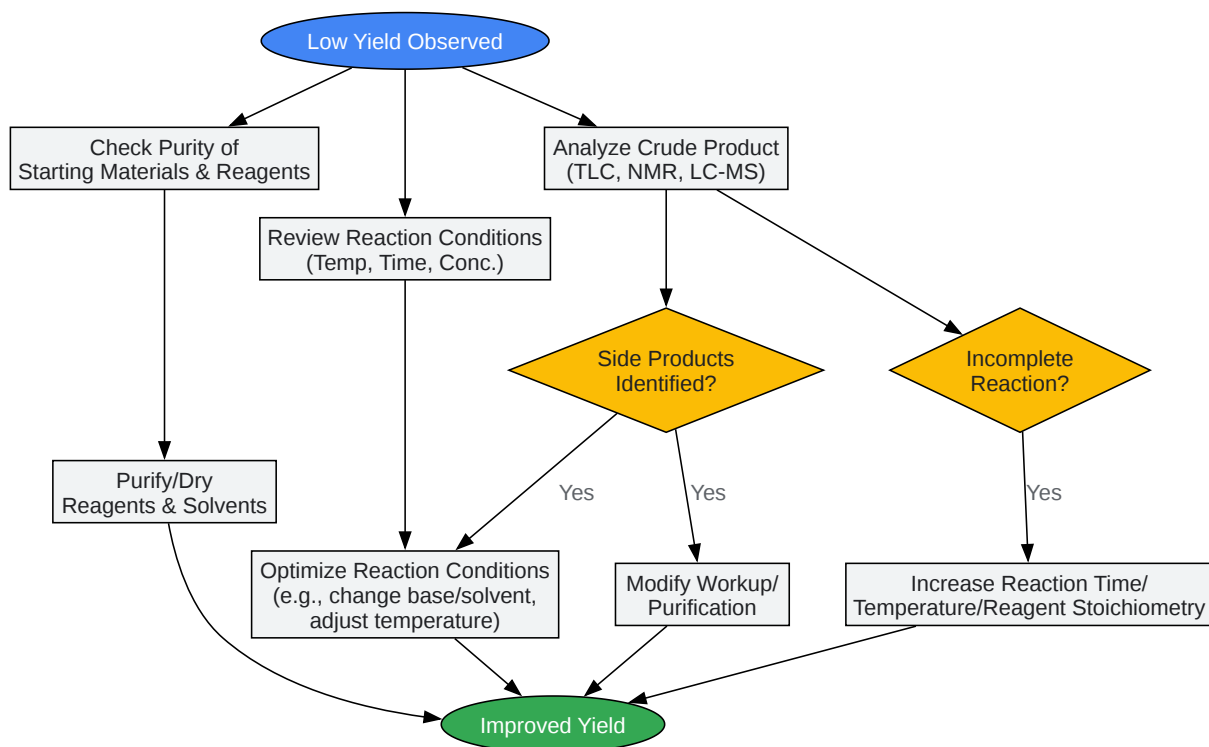 Low Yield Observed
Check Purity of
Starting Materials & Reagents
Analyze Crude Product
(TLC, NMR, LC-MS)
Review Reaction Conditions
(Temp, Time, Conc.)
Side Products
Identified?
Incomplete
Reaction?
Purify/Dry
Reagents & Solvents
Yes
Yes
Yes
Optimize Reaction Conditions
(e.g., change base/solvent,
adjust temperature)
Modify Workup/
Purification
Increase Reaction Time/
Temperature/Reagent Stoichiometry
Improved Yield